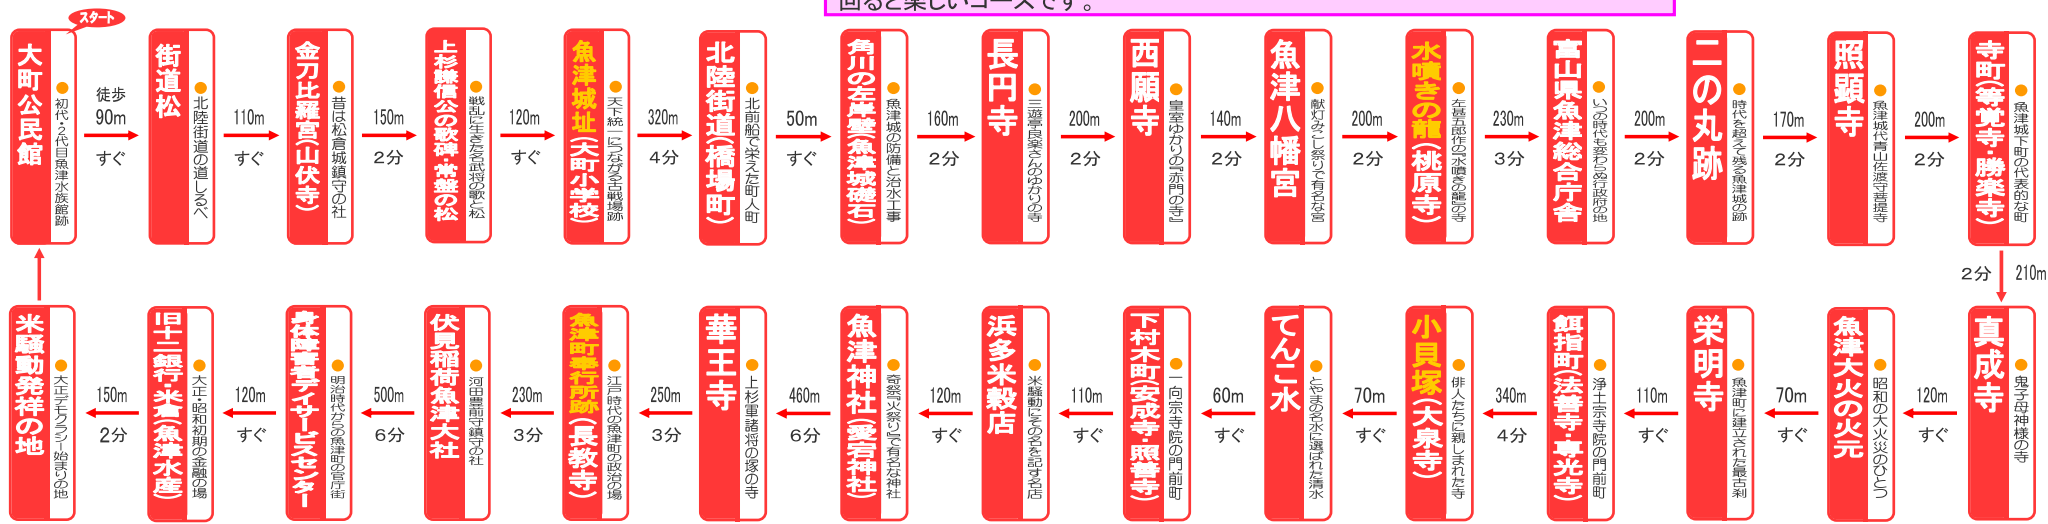 回ると楽しいコースです。
スタート
大町公民館
●初代・2代目魚津水族館跡
徒歩
90m
すぐ
街道松
●北陸街道の道しるべ
110m
すぐ
金刀比羅宮(山伏寺)
●昔は松倉城鎮守の社
150m
2分
上杉謙信公の歌碑・常盤の松
●戦乱に生きた名武将の歌と松
120m
すぐ
魚津城址(大町小学校)
●天下統一につながる古戦場跡
320m
4分
北陸街道(橋場町)
●北前船で栄えた町人町
50m
すぐ
角川の左岸壁(魚津城礎石)
●魚津城の防備と治水工事
160m
2分
長円寺
●三遊亭良楽さんのゆかりの寺
200m
2分
西願寺
●皇室ゆかりの『赤門の寺』
140m
2分
魚津八幡宮
●献灯みこし祭りで有名な宮
200m
2分
水噴きの龍(桃原寺)
●左甚五郎作の『水噴きの龍』の寺
230m
3分
富山県魚津総合庁舎
●いつの時代も変わらぬ行政府の地
200m
2分
二の丸跡
●時代を超えて残る魚津城の跡
170m
2分
照顕寺
●魚津城代青山佐渡守菩提寺
200m
2分
寺町(等覚寺・勝楽寺)
●魚津城下町の代表的な町
2分
210m
真成寺
●鬼子母神様の寺
120m
すぐ
魚津大火の火元
●昭和の大火災のひとつ
70m
すぐ
栄明寺
●魚津町に建立された最古刹
110m
すぐ
餌指町(法善寺・専光寺)
●浄土宗寺院の門前町
340m
4分
小貝塚(大泉寺)
●俳人たちに親しまれた寺
70m
すぐ
てんこ水
●とやまの名水に選ばれた清水
60m
すぐ
下村木町(安成寺・照善寺)
●一向宗寺院の門前町
110m
すぐ
浜多米穀店
●米騒動にその名を記す名店
120m
すぐ
魚津神社(愛宕神社)
●奇祭『火祭り』で有名な神社
460m
6分
華王寺
●上杉軍諸将の塚の寺
250m
3分
魚津町奉行所跡(長教寺)
●江戸時代の魚津町の政治の場
230m
3分
伏見稲荷魚津大社
●河田豊前守鎮守の社
500m
6分
身体障害者デイサービスセンター
●明治時代からの魚津町の官庁街
120m
すぐ
旧十二銀行・米倉(魚津水産)
●大正・昭和初期の金融の場
150m
2分
米騒動発祥の地
●大正デモクラシー始まりの地